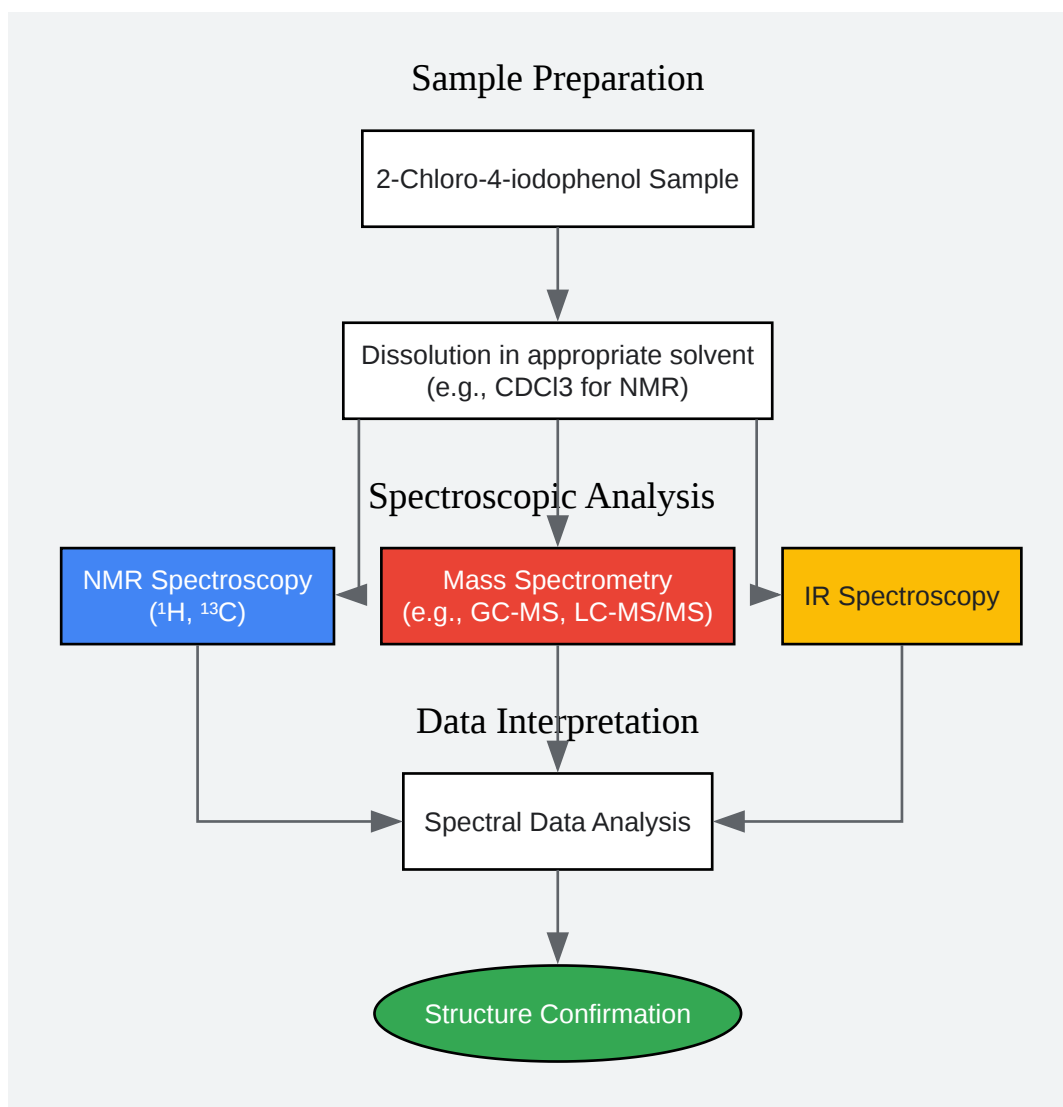 Sample Preparation
2-Chloro-4-iodophenol Sample
Dissolution in appropriate solvent
(e.g., CDCl3 for NMR)
Spectroscopic Analysis
NMR Spectroscopy
(¹H, ¹³C)
Mass Spectrometry
(e.g., GC-MS, LC-MS/MS)
IR Spectroscopy
Data Interpretation
Spectral Data Analysis
Structure Confirmation